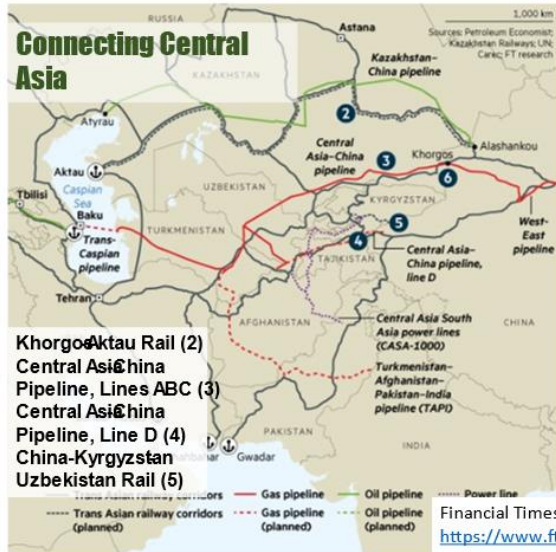 Connecting Central
Asia
1,000 km
Sources: Petroleum Economist;
Kazakhstan Railways; UN;
Carec; FT research
RUSSIA
Astana
KAZAKHSTAN
Kazakhstan–
China pipeline
Atyrau
2
Alashankou
Aktau
Central
Asia–China
pipeline
3
Khorgos
6
Caspian
Sea
UZBEKISTAN
KYRGYZSTAN
Tbilisi
Baku
5
West-
East
pipeline
TURKMENISTAN
Trans-
Caspian
pipeline
4
TAJIKISTAN
Central Asia–
China pipeline,
line D
Tehran
AFGHANISTAN
Central Asia South
Asia power lines
(CASA-1000)
CHINA
Khorgos-Aktau Rail (2)
Central Asia-China
Pipeline, Lines ABC (3)
Central Asia-China
Pipeline, Line D (4)
China-Kyrgyzstan-
Uzbekistan Rail (5)
Turkmenistan–
Afghanistan–
Pakistan–India
pipeline (TAPI)
PAKISTAN
Gwadar
INDIA
Trans Asian railway corridors
Gas pipeline
Oil pipeline
Power line
Trans Asian railway corridors
(planned)
Gas pipeline
(planned)
Oil pipeline
(planned)
Financial Times
https://www.f